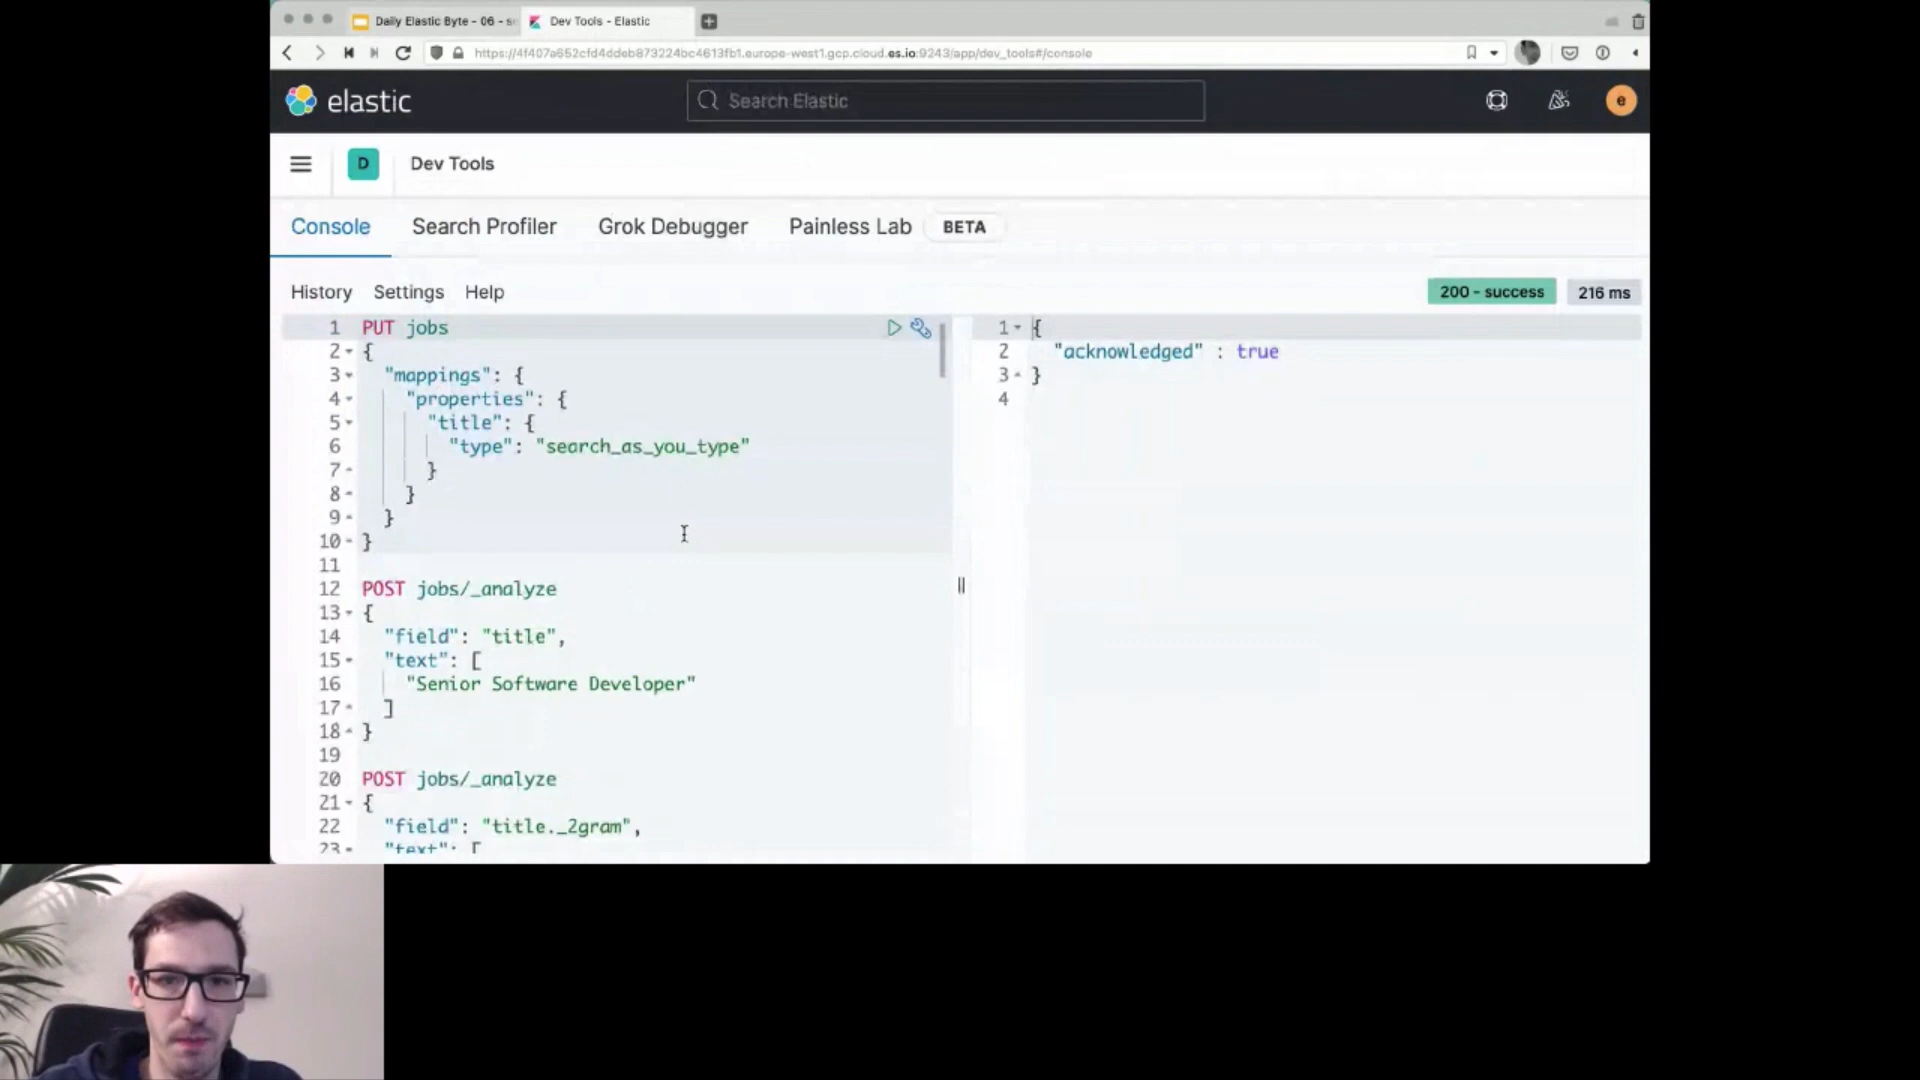 Daily Elastic Byte - 06 - s
Dev Tools - Elastic
https://4f407a652cfd4ddeb873224bc4613fb1.europe-west1.gcp.cloud.es.io:9243/app/dev_tools#/console
elastic
Search Elastic
e
D
Dev Tools
Console
Search Profiler
Grok Debugger
Painless Lab
BETA
History
Settings
Help
200 - success
216 ms
1 PUT jobs
2 {
3 "mappings": {
4 "properties": {
5 "title": {
6 "type": "search_as_you_type"
7 }
8 }
9 }
10 }
11
12 POST jobs/_analyze
13 {
14 "field": "title",
15 "text": [
16 "Senior Software Developer"
17 ]
18 }
19
20 POST jobs/_analyze
21 {
22 "field": "title._2gram",
23 "text": [
1 {
2 "acknowledged" : true
3 }
4